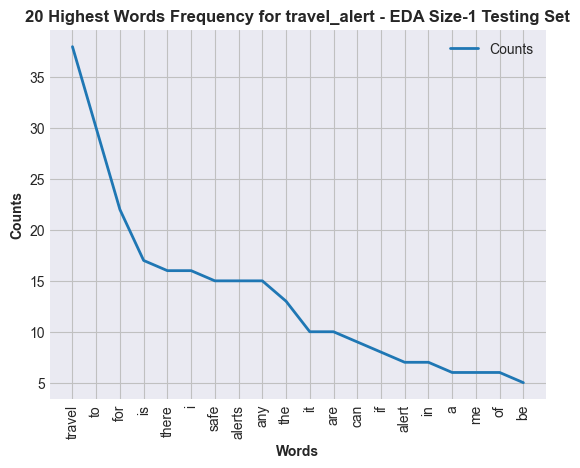 20 Highest Words Frequency for travel_alert - EDA Size-1 Testing Set
Counts
Counts
35
30
25
20
15
10
5
travel
to
for
is
there
i
safe
alerts
any
the
it
are
can
if
alert
in
a
me
of
be
Words